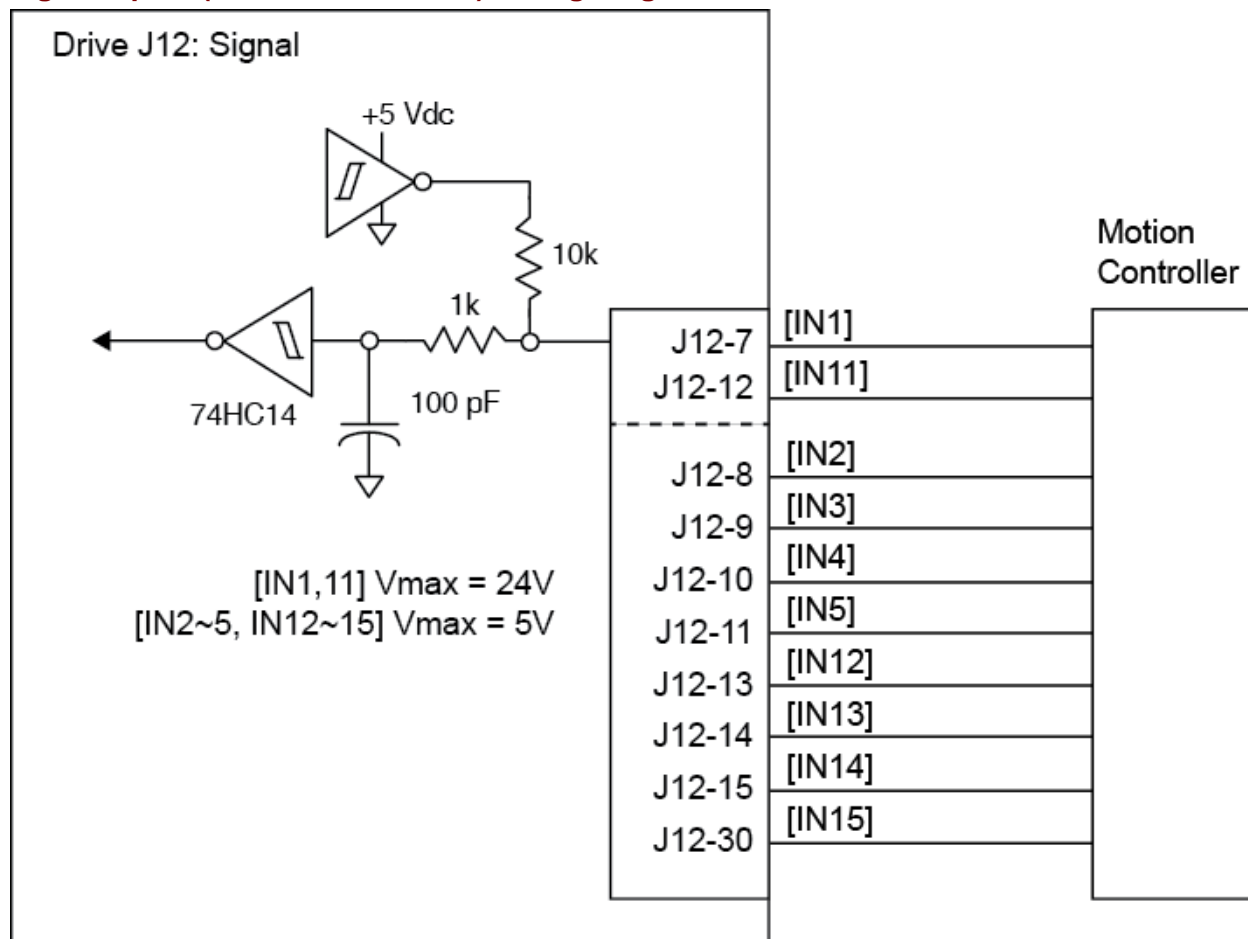 Drive J12: Signal
+5 Vdc
10k
1k
74HC14
100 pF
[IN1,11] Vmax = 24V
[IN2~5, IN12~15] Vmax = 5V
Motion
Controller
J12-7 [IN1]
J12-12 [IN11]
J12-8 [IN2]
J12-9 [IN3]
J12-10 [IN4]
J12-11 [IN5]
J12-13 [IN12]
J12-14 [IN13]
J12-15 [IN14]
J12-30 [IN15]